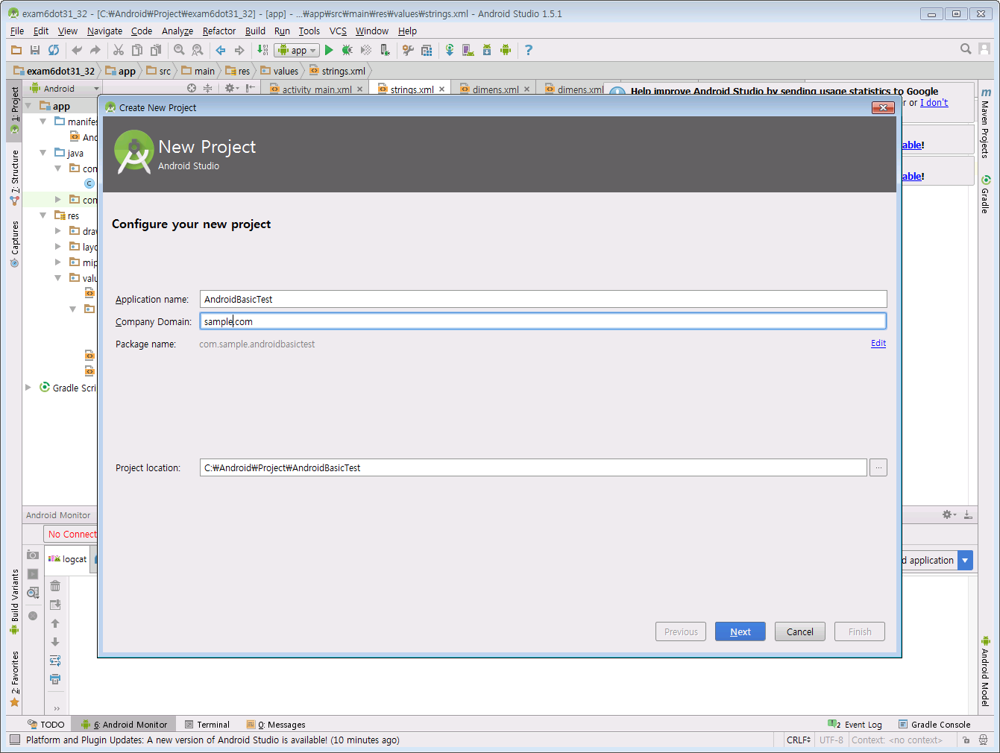 exam6dot31_32 - [C:₩Android₩Project₩exam6dot31_32] - [app] - ...₩app₩src₩main₩res₩values₩strings.xml - Android Studio 1.5.1
File Edit View Navigate Code Analyze Refactor Build Run Tools VCS Window Help
app
exam6dot31_32 app src main res values strings.xml
Android
activity_main.xml strings.xml dimens.xml dimens.xml
Help improve Android Studio by sending usage statistics to Google
or I don't
able!
able!
1: Project
7: Structure
Captures
Build Variants
2: Favorites
app
manifes
An
java
com
C
com
res
dra
layo
mip
valu
Gradle Scri
Create New Project
New Project
Android Studio
Configure your new project
Application name: AndroidBasicTest
Company Domain: sample.com
Package name: com.sample.androidbasictest Edit
Project location: C:₩Android₩Project₩AndroidBasicTest ...
Previous Next Cancel Finish
m Maven Projects
Gradle
Android Model
Android Monitor
No Connect
logcat
d application
TODO 6: Android Monitor Terminal 0: Messages 2 Event Log Gradle Console
Platform and Plugin Updates: A new version of Android Studio is available! (10 minutes ago) CRLF UTF-8 Context: <no context>